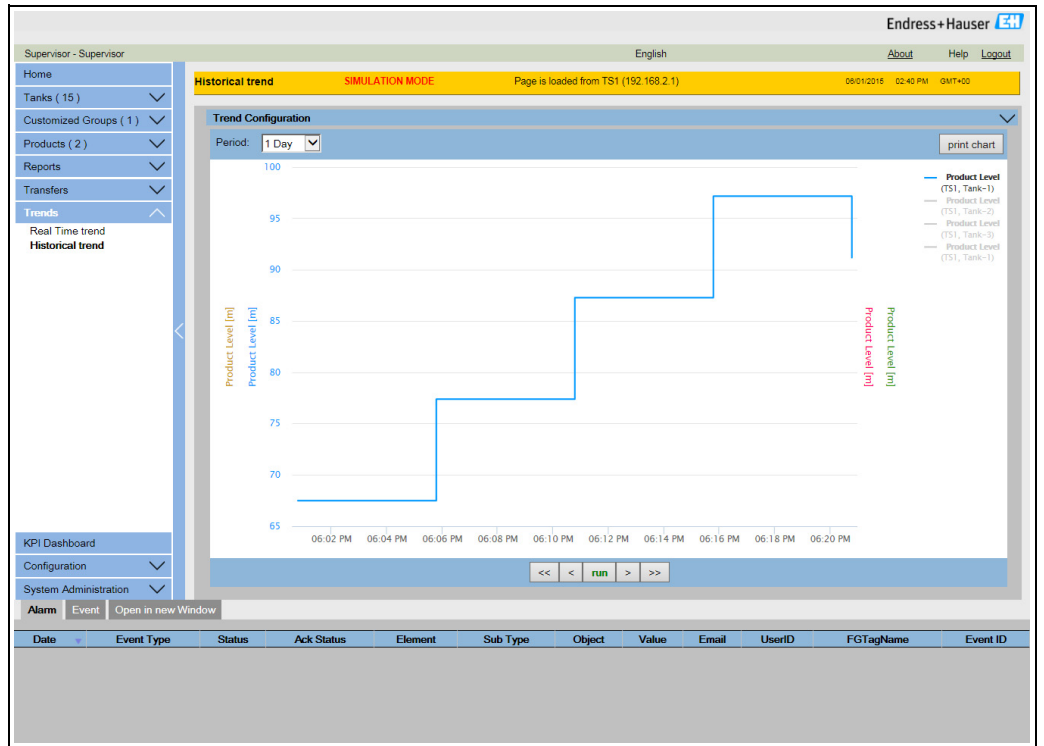 Endress+Hauser EH
Supervisor - Supervisor English About Help Logout
Home
Tanks ( 15 )
Customized Groups ( 1 )
Products ( 2 )
Reports
Transfers
Trends
Real Time trend
Historical trend
KPI Dashboard
Configuration
System Administration
Historical trend SIMULATION MODE Page is loaded from TS1 (192.168.2.1) 06/01/2015 02:40 PM GMT+00
Trend Configuration
Period: 1 Day print chart
100
95
90
85
80
75
70
65
Product Level [m]
Product Level [m]
Product Level [m]
Product Level [m]
Product Level
(TS1, Tank-1)
Product Level
(TS1, Tank-2)
Product Level
(TS1, Tank-3)
Product Level
(TS1, Tank-1)
06:02 PM 06:04 PM 06:06 PM 06:08 PM 06:10 PM 06:12 PM 06:14 PM 06:16 PM 06:18 PM 06:20 PM
<< < run > >>
Alarm Event Open in new Window
Date Event Type Status Ack Status Element Sub Type Object Value Email UserID FGTagName Event ID